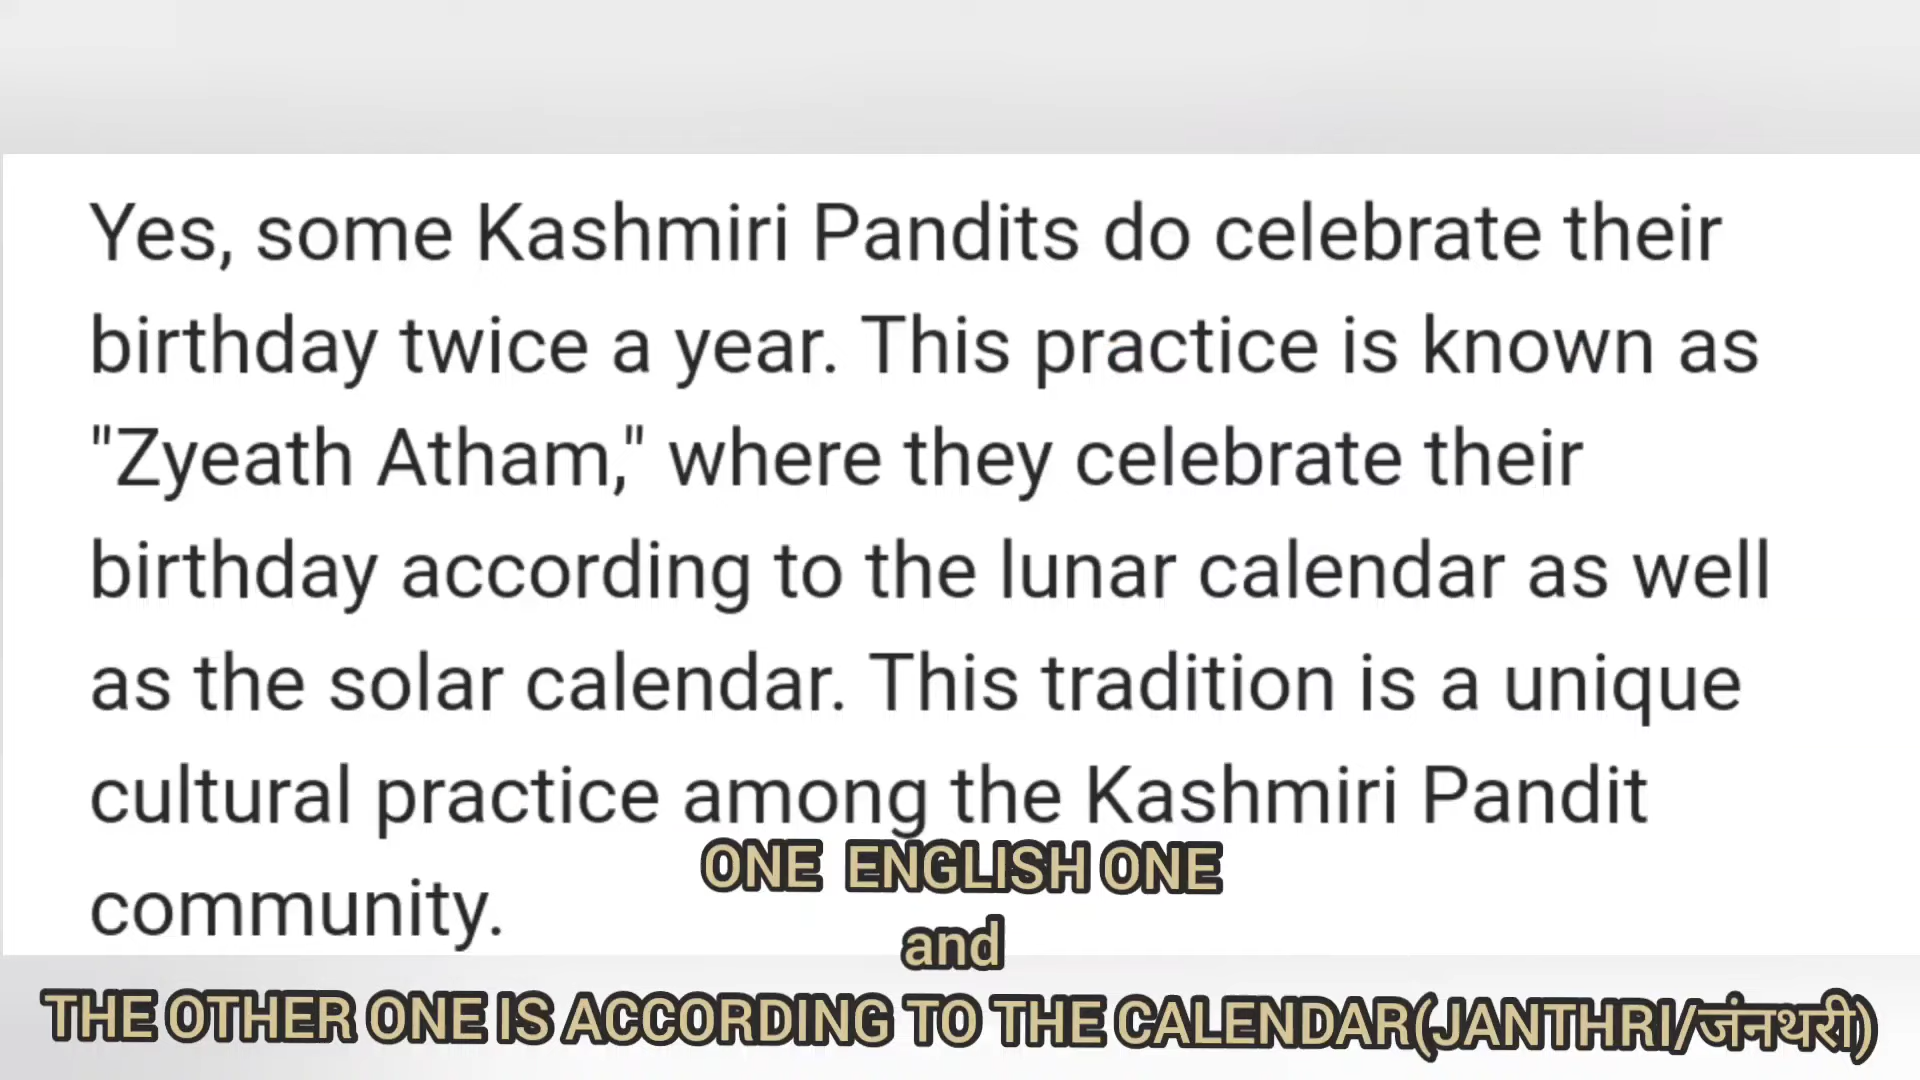 Yes, some Kashmiri Pandits do celebrate their
birthday twice a year. This practice is known as
"Zyeath Atham," where they celebrate their
birthday according to the lunar calendar as well
as the solar calendar. This tradition is a unique
cultural practice among the Kashmiri Pandit
community.
ONE ENGLISH ONE
and
THE OTHER ONE IS ACCORDING TO THE CALENDAR(JANTHRI/जंनथरी)